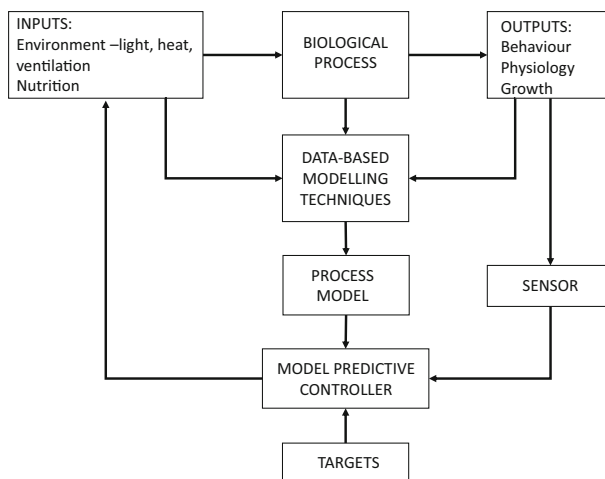 INPUTS:
Environment –light, heat,
ventilation
Nutrition
BIOLOGICAL
PROCESS
OUTPUTS:
Behaviour
Physiology
Growth
DATA-BASED
MODELLING
TECHNIQUES
PROCESS
MODEL
SENSOR
MODEL PREDICTIVE
CONTROLLER
TARGETS